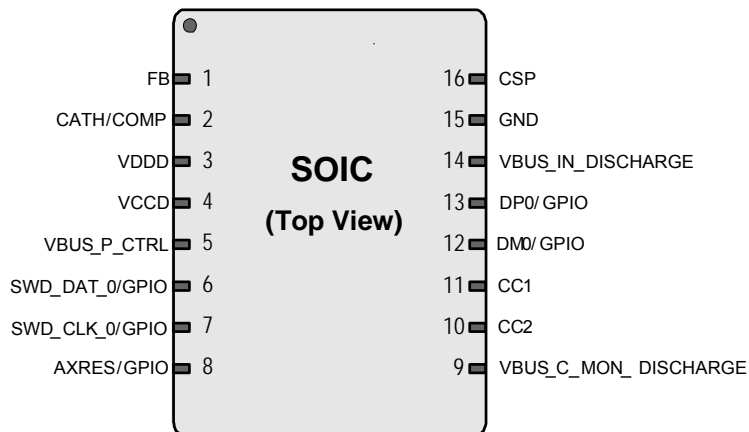 FB 1
CATH/COMP 2
VDDD 3
VCCD 4
VBUS_P_CTRL 5
SWD_DAT_0/GPIO 6
SWD_CLK_0/GPIO 7
AXRES/GPIO 8
SOIC
(Top View)
16 CSP
15 GND
14 VBUS_IN_DISCHARGE
13 DP0/ GPIO
12 DM0/ GPIO
11 CC1
10 CC2
9 VBUS_C_MON_ DISCHARGE